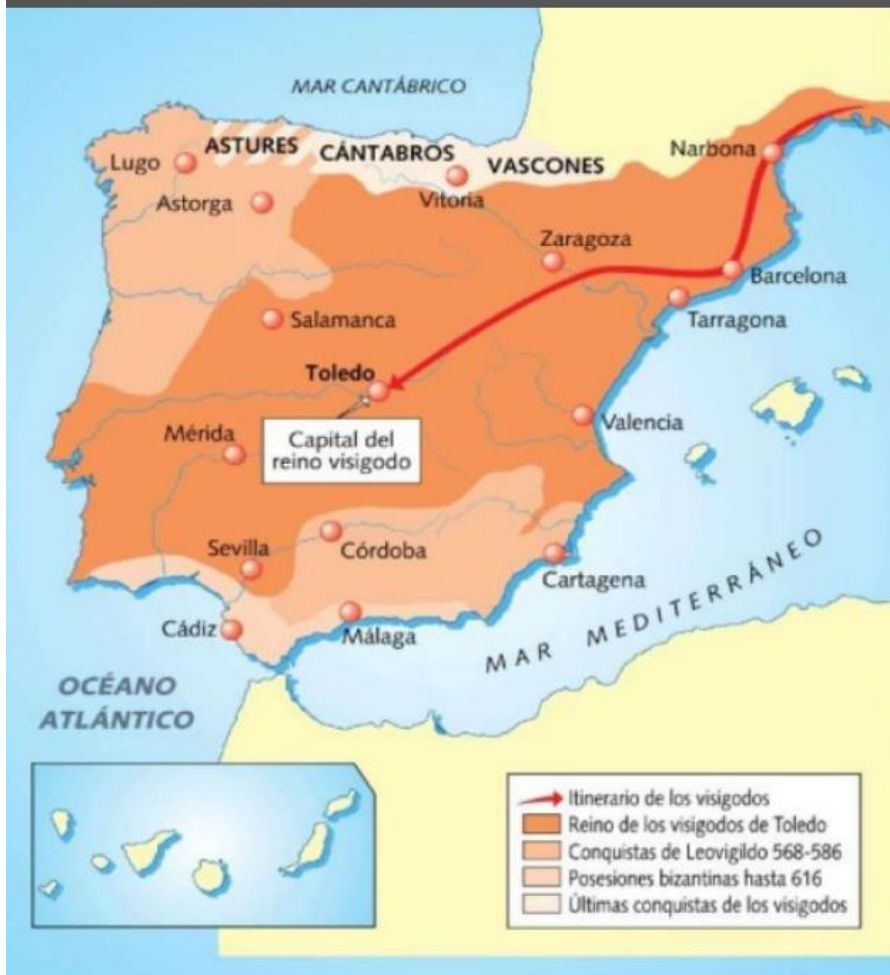 MAR CANTÁBRICO
ASTURES
CÁNTABROS
VASCONES
Lugo
Astorga
Vitoria
Narbona
Zaragoza
Barcelona
Tarragona
Salamanca
Toledo
Capital del
reino visigodo
Mérida
Valencia
Sevilla
Córdoba
Cartagena
Cádiz
Málaga
MAR MEDITERRÁNEO
OCÉANO
ATLÁNTICO
Itinerario de los visigodos
Reino de los visigodos de Toledo
Conquistas de Leovigildo 568-586
Posesiones bizantinas hasta 616
Últimas conquistas de los visigodos